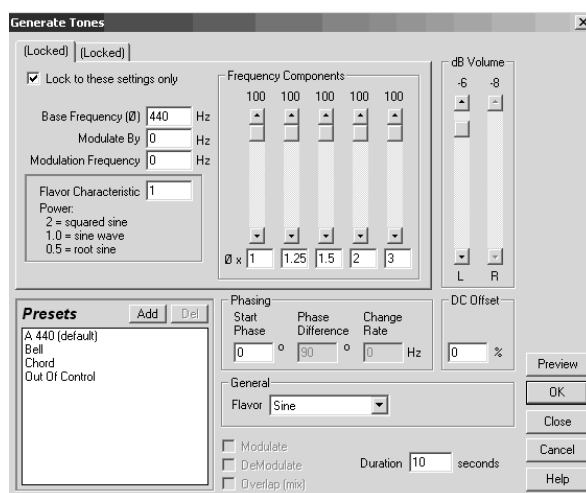 Generate Tones
(Locked) (Locked)
Lock to these settings only
Base Frequency (Ø) 440 Hz
Modulate By 0 Hz
Modulation Frequency 0 Hz
Flavor Characteristic 1
Power:
2 = squared sine
1.0 = sine wave
0.5 = root sine
Frequency Components
100 100 100 100 100
Ø x 1 1.25 1.5 2 3
dB Volume
-6 -8
L R
Presets Add Del
A 440 (default)
Bell
Chord
Out Of Control
Phasing
Start Phase Phase Difference Change Rate
0 ° 90 ° 0 Hz
DC Offset
0 %
General
Flavor Sine
Modulate
DeModulate
Overlap (mix)
Duration 10 seconds
Preview
OK
Close
Cancel
Help